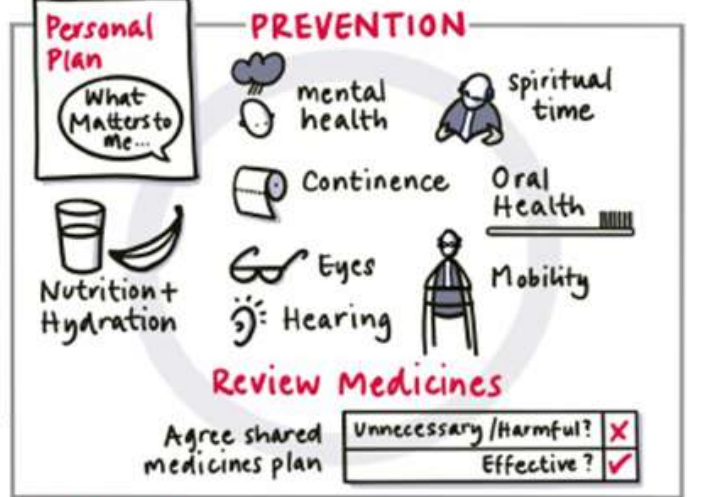 Personal
Plan
What
Matters to
me...
PREVENTION
mental
health
spiritual
time
Continence
Oral
Health
Nutrition +
Hydration
Eyes
Hearing
Mobility
Review Medicines
Agree shared
medicines plan
Unnecessary/Harmful? X
Effective? ✓